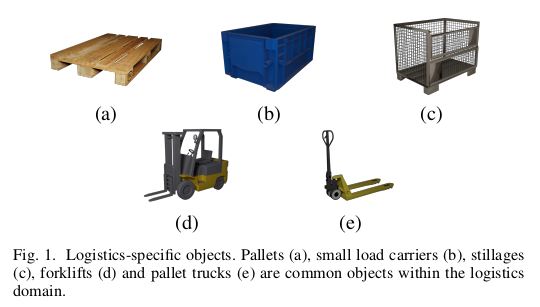 (a)
(b)
(c)
(d)
(e)
Fig. 1. Logistics-specific objects. Pallets (a), small load carriers (b), stillages
(c), forklifts (d) and pallet trucks (e) are common objects within the logistics
domain.